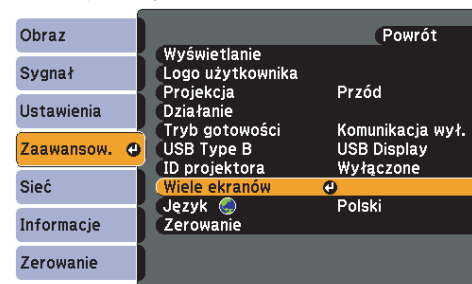 Obraz
Sygnał
Ustawienia
Zaawansow.
Sieć
Informacje
Zerowanie
Powrót
Wyświetlanie
Logo użytkownika
Projekcja Przód
Działanie
Tryb gotowości Komunikacja wył.
USB Type B USB Display
ID projektora Wyłączone
Wiele ekranów
Język Polski
Zerowanie